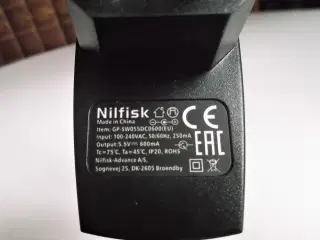 Nilfisk
Made in China
Item: GP-SW055DC0600(EU)
Input: 100-240VAC, 50/60Hz, 250mA
Output: 5.5V⎓ 600mA
Tc=75℃, Ta=45℃, IP20, ROHS
Nilfisk-Advance A/S,
Sognevej 25, DK-2605 Broendby
CE
EAC